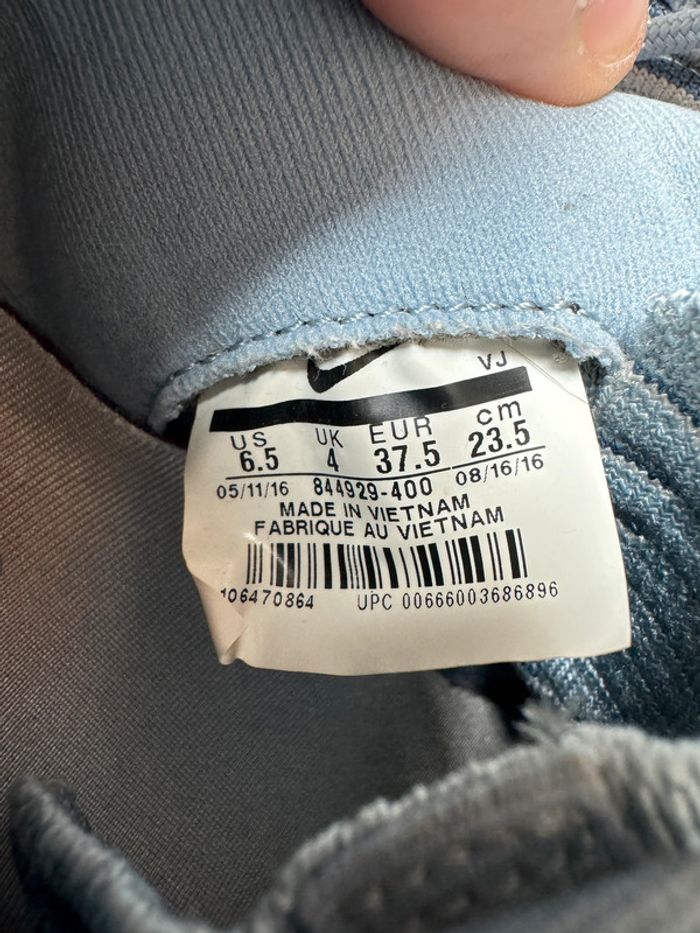 VJ
US UK EUR cm
6.5 4 37.5 23.5
05/11/16 844929-400 08/16/16
MADE IN VIETNAM
FABRIQUE AU VIETNAM
106470864 UPC 00666003686896